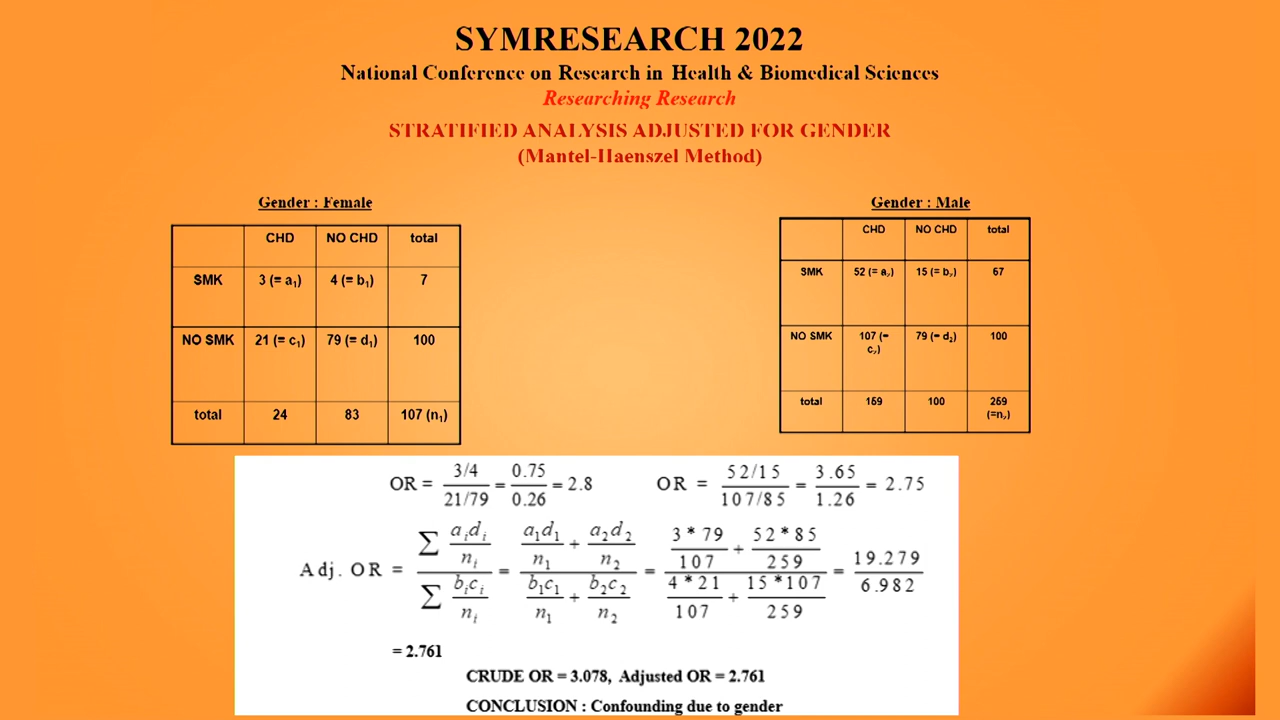 SYMRESEARCH 2022
National Conference on Research in Health & Biomedical Sciences
Researching Research
STRATIFIED ANALYSIS ADJUSTED FOR GENDER
(Mantel-Haenszel Method)
Gender : Female
CHD NO CHD total
SMK 3 (= a₁) 4 (= b₁) 7
NO SMK 21 (= c₁) 79 (= d₁) 100
total 24 83 107 (n₁)
Gender : Male
CHD NO CHD total
SMK 52 (= a₂) 15 (= b₂) 67
NO SMK 107 (= 79 (= d₂) 100
c₂)
total 159 100 259
(=n₂)
OR = 3/4 / 21/79 = 0.75 / 0.26 = 2.8
OR = 52/15 / 107/85 = 3.65 / 1.26 = 2.75
Adj. OR = ∑ aᵢdᵢ/nᵢ / ∑ bᵢcᵢ/nᵢ = a₁d₁/n₁ + a₂d₂/n₂ / b₁c₁/n₁ + b₂c₂/n₂ = 3 * 79/107 + 52 * 85/259 / 4 * 21/107 + 15 * 107/259 = 19.279 / 6.982
= 2.761
CRUDE OR = 3.078, Adjusted OR = 2.761
CONCLUSION : Confounding due to gender